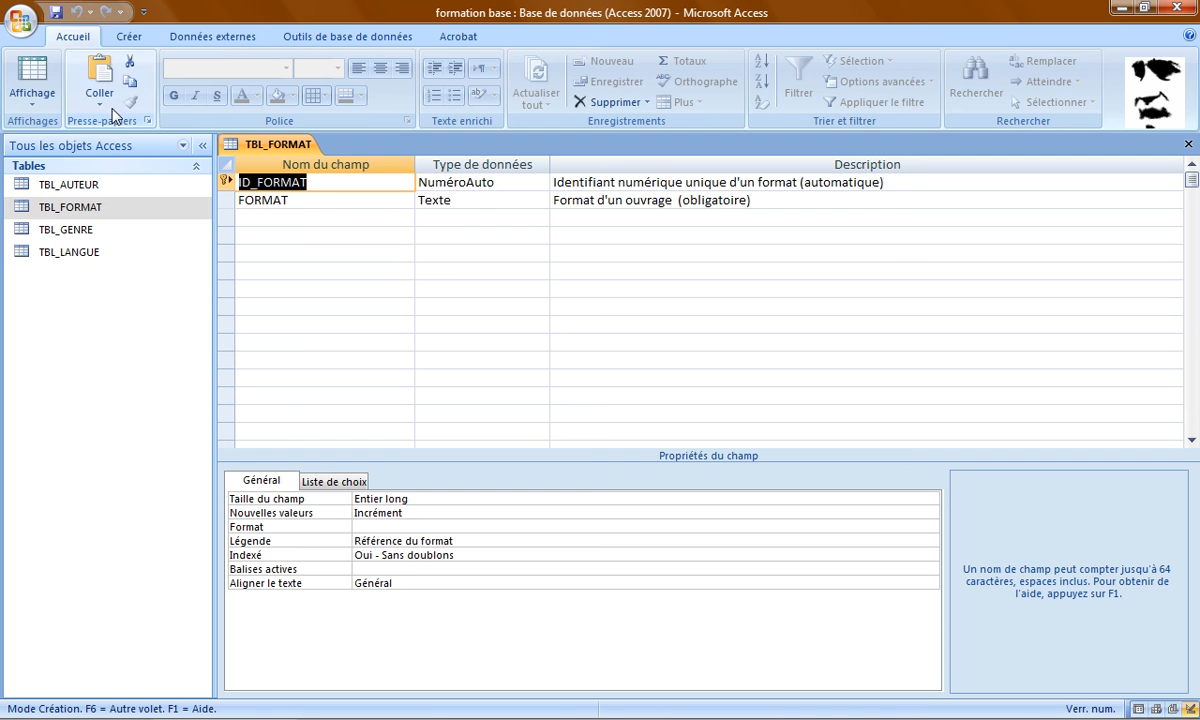 formation base : Base de données (Access 2007) - Microsoft Access
Accueil Créer Données externes Outils de base de données Acrobat
Affichage
Affichages
Coller
Presse-papiers
G I S A
Police
Texte enrichi
Actualiser tout
Nouveau
Enregistrer
Supprimer
Σ Totaux
Orthographe
Plus
Enregistrements
Filtrer
Sélection
Options avancées
Appliquer le filtre
Trier et filtrer
Rechercher
Remplacer
Atteindre
Sélectionner
Rechercher
Tous les objets Access «
Tables
TBL_AUTEUR
TBL_FORMAT
TBL_GENRE
TBL_LANGUE
TBL_FORMAT
Nom du champ Type de données Description
ID_FORMAT NuméroAuto Identifiant numérique unique d'un format (automatique)
FORMAT Texte Format d'un ouvrage (obligatoire)
Propriétés du champ
Général Liste de choix
Taille du champ Entier long
Nouvelles valeurs Incrément
Format
Légende Référence du format
Indexé Oui - Sans doublons
Balises actives
Aligner le texte Général
Un nom de champ peut compter jusqu'à 64
caractères, espaces inclus. Pour obtenir de
l'aide, appuyez sur F1.
Mode Création. F6 = Autre volet. F1 = Aide. Verr. num.